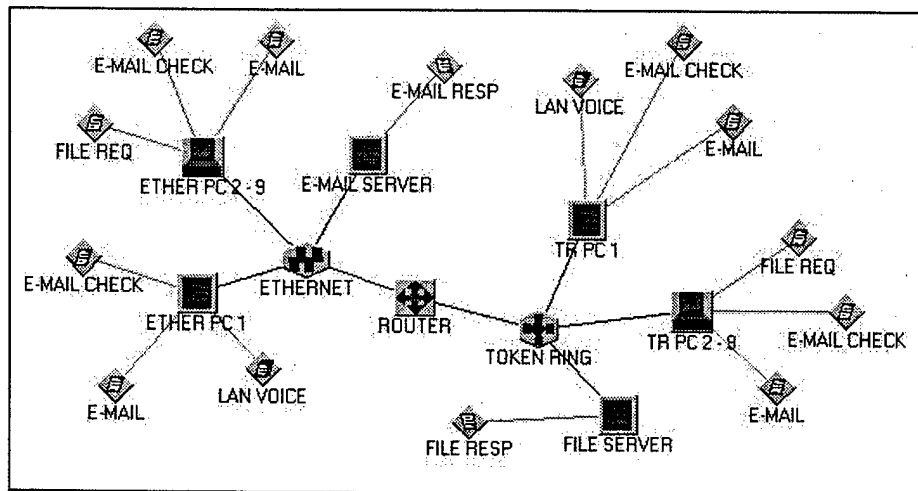 E-MAIL CHECK
E-MAIL
FILE REQ
ETHER PC 2 - 9
E-MAIL RESP
E-MAIL SERVER
E-MAIL CHECK
LAN VOICE
E-MAIL
TR PC 1
E-MAIL CHECK
ETHER PC 1
ETHERNET
ROUTER
TOKEN RING
FILE REQ
TR PC 2 - 9
E-MAIL CHECK
E-MAIL
LAN VOICE
E-MAIL
FILE RESP
FILE SERVER